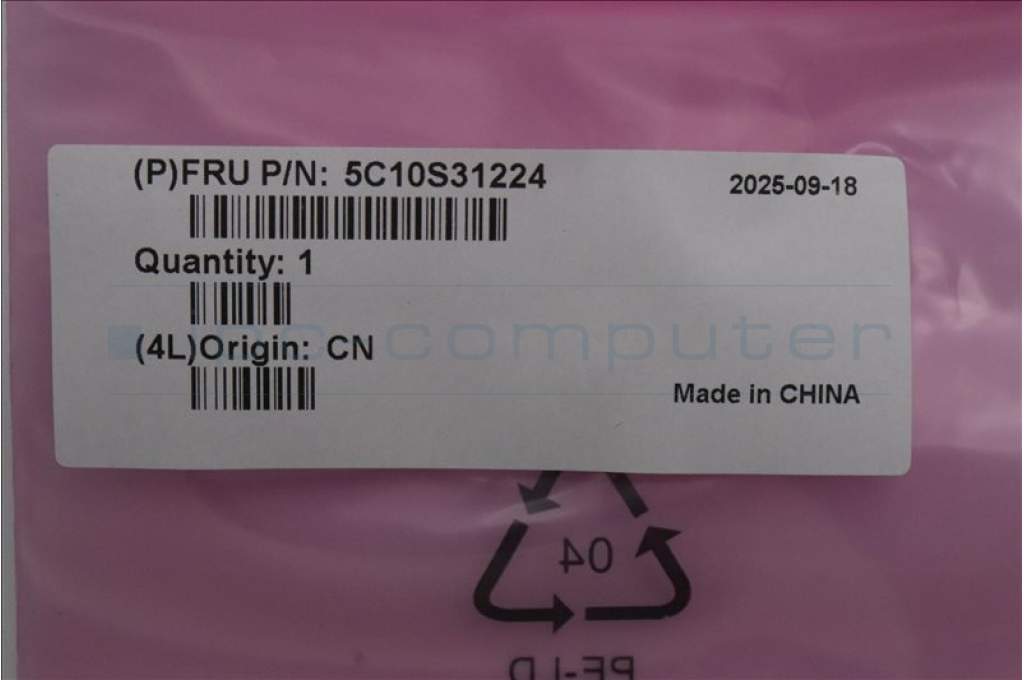 (P)FRU P/N: 5C10S31224
2025-09-18
Quantity: 1
computer
(4L)Origin: CN
Made in CHINA
04
PE-LD